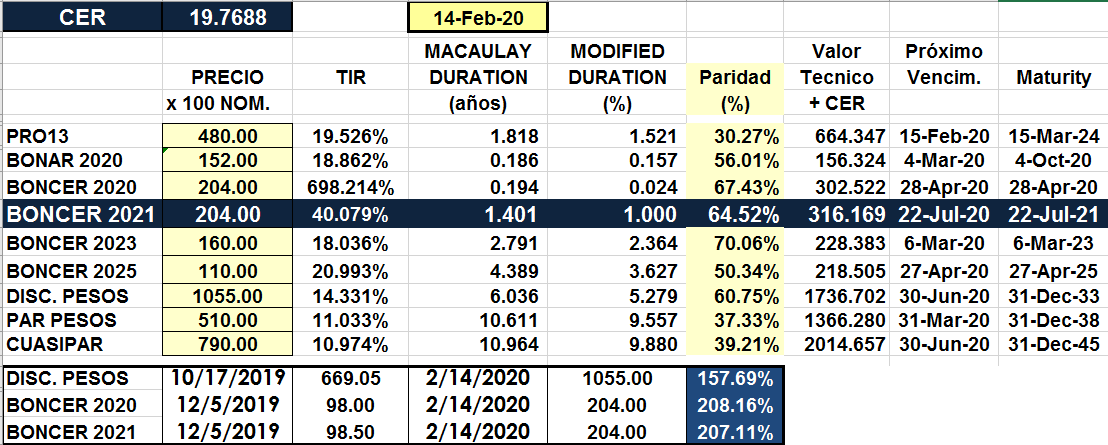 CER 19.7688 14-Feb-20
MACAULAY MODIFIED Valor Próximo
PRECIO TIR DURATION DURATION Paridad Tecnico Vencim. Maturity
x 100 NOM. (años) (%) (%) + CER
PRO13 480.00 19.526% 1.818 1.521 30.27% 664.347 15-Feb-20 15-Mar-24
BONAR 2020 152.00 18.862% 0.186 0.157 56.01% 156.324 4-Mar-20 4-Oct-20
BONCER 2020 204.00 698.214% 0.194 0.024 67.43% 302.522 28-Apr-20 28-Apr-20
BONCER 2021 204.00 40.079% 1.401 1.000 64.52% 316.169 22-Jul-20 22-Jul-21
BONCER 2023 160.00 18.036% 2.791 2.364 70.06% 228.383 6-Mar-20 6-Mar-23
BONCER 2025 110.00 20.993% 4.389 3.627 50.34% 218.505 27-Apr-20 27-Apr-25
DISC. PESOS 1055.00 14.331% 6.036 5.279 60.75% 1736.702 30-Jun-20 31-Dec-33
PAR PESOS 510.00 11.033% 10.611 9.557 37.33% 1366.280 31-Mar-20 31-Dec-38
CUASIPAR 790.00 10.974% 10.964 9.880 39.21% 2014.657 30-Jun-20 31-Dec-45
DISC. PESOS 10/17/2019 669.05 2/14/2020 1055.00 157.69%
BONCER 2020 12/5/2019 98.00 2/14/2020 204.00 208.16%
BONCER 2021 12/5/2019 98.50 2/14/2020 204.00 207.11%